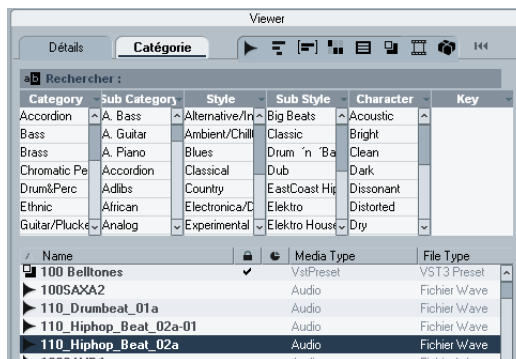 Viewer
Détails Catégorie
ab Rechercher :
Category Sub Category Style Sub Style Character Key
Accordion A. Bass Alternative/In Big Beats Acoustic
Bass A. Guitar Ambient/Chill Classic Bright
Brass A. Piano Blues Drum ´n ´Ba Clean
Chromatic Pe Accordion Classical Dub Dark
Drum&Perc Adlibs Country EastCoast Hip Dissonant
Ethnic African Electronica/D Elektro Distorted
Guitar/Plucke Analog Experimental Elektro House Dry
Name Media Type File Type
100 Belltones VstPreset VST3 Preset
100SAXA2 Audio Fichier Wave
110_Drumbeat_01a Audio Fichier Wave
110_Hiphop_Beat_02a-01 Audio Fichier Wave
110_Hiphop_Beat_02a Audio Fichier Wave